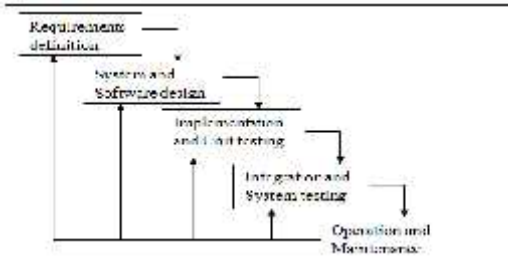 Requirements
definition
System and
Software design
Implementation
and Unit testing
Integration and
System testing
Operation and
Maintenance